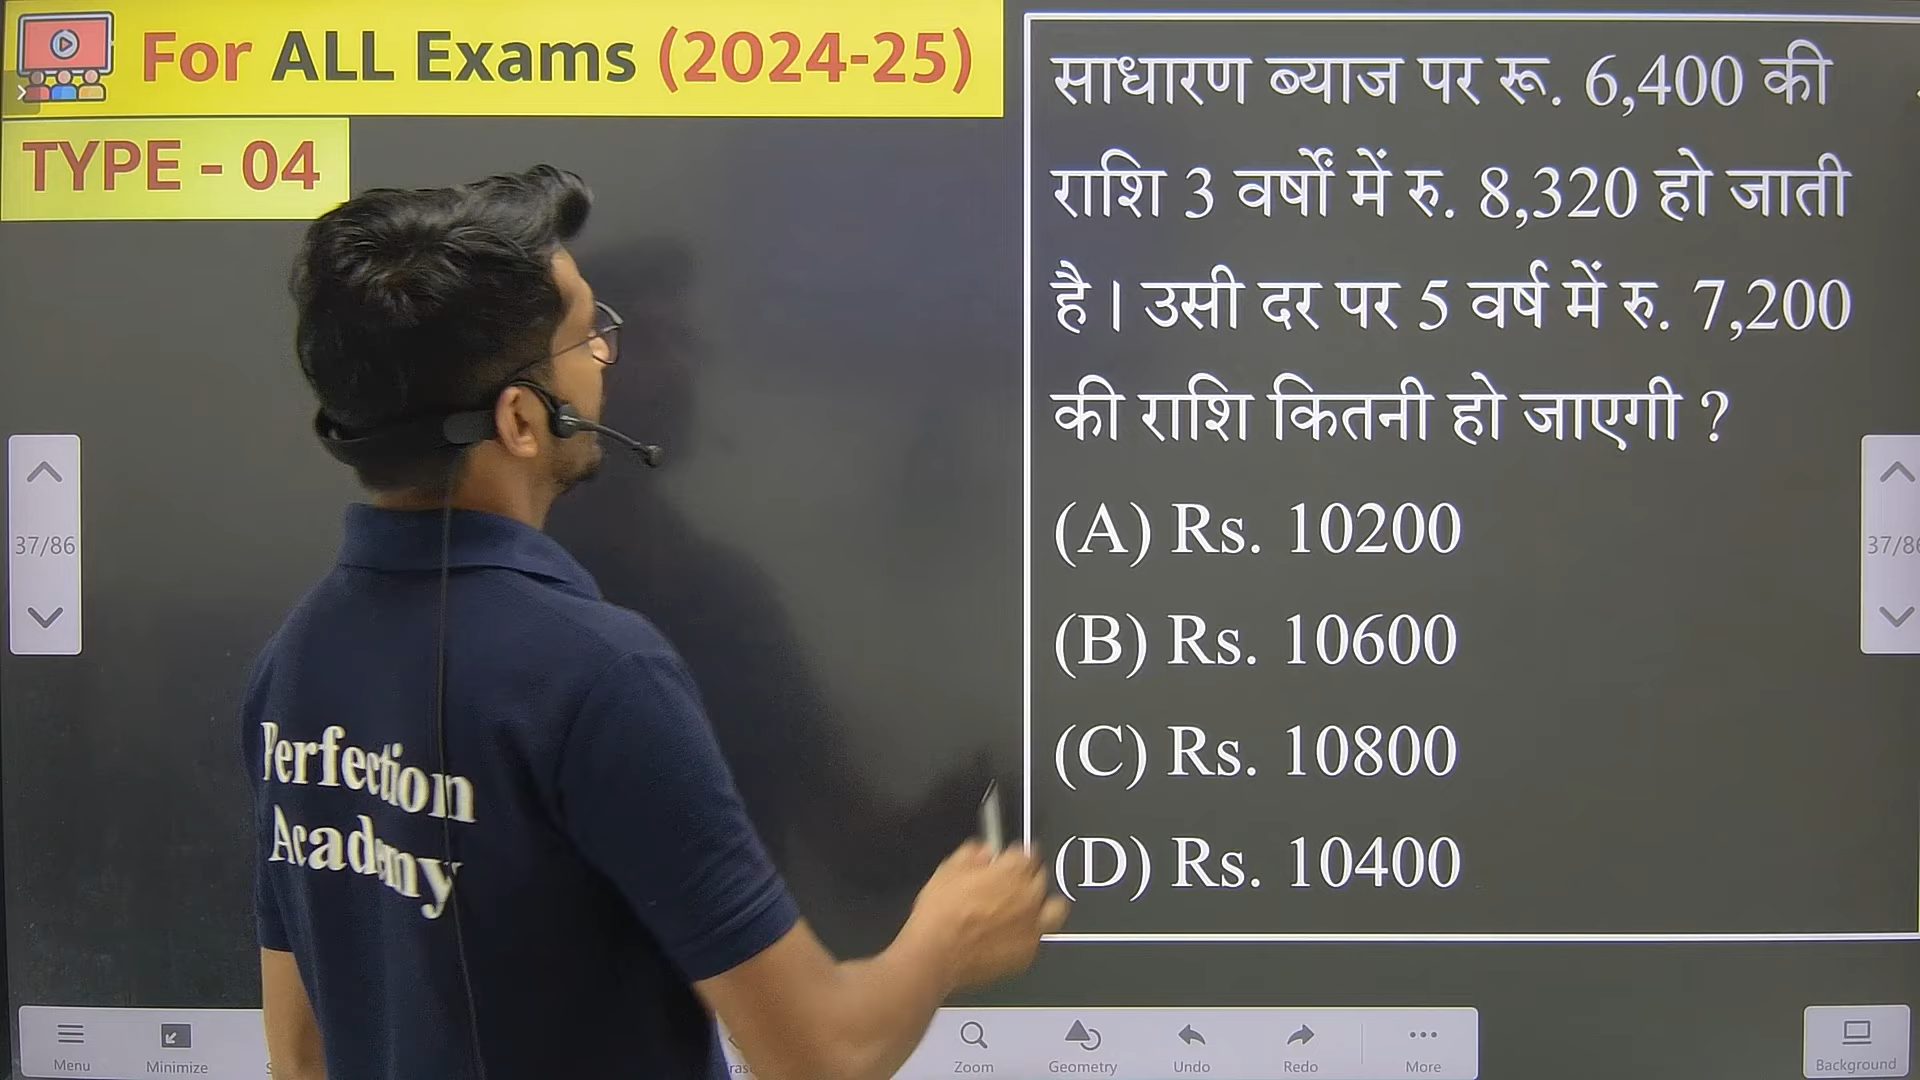 For ALL Exams (2024-25)
TYPE - 04
साधारण ब्याज पर रू. 6,400 की
राशि 3 वर्षों में रु. 8,320 हो जाती
है। उसी दर पर 5 वर्ष में रु. 7,200
की राशि कितनी हो जाएगी ?
(A) Rs. 10200
(B) Rs. 10600
(C) Rs. 10800
(D) Rs. 10400
37/86
37/86
Perfection
Academy
Menu
Minimize
Zoom
Geometry
Undo
Redo
More
Background